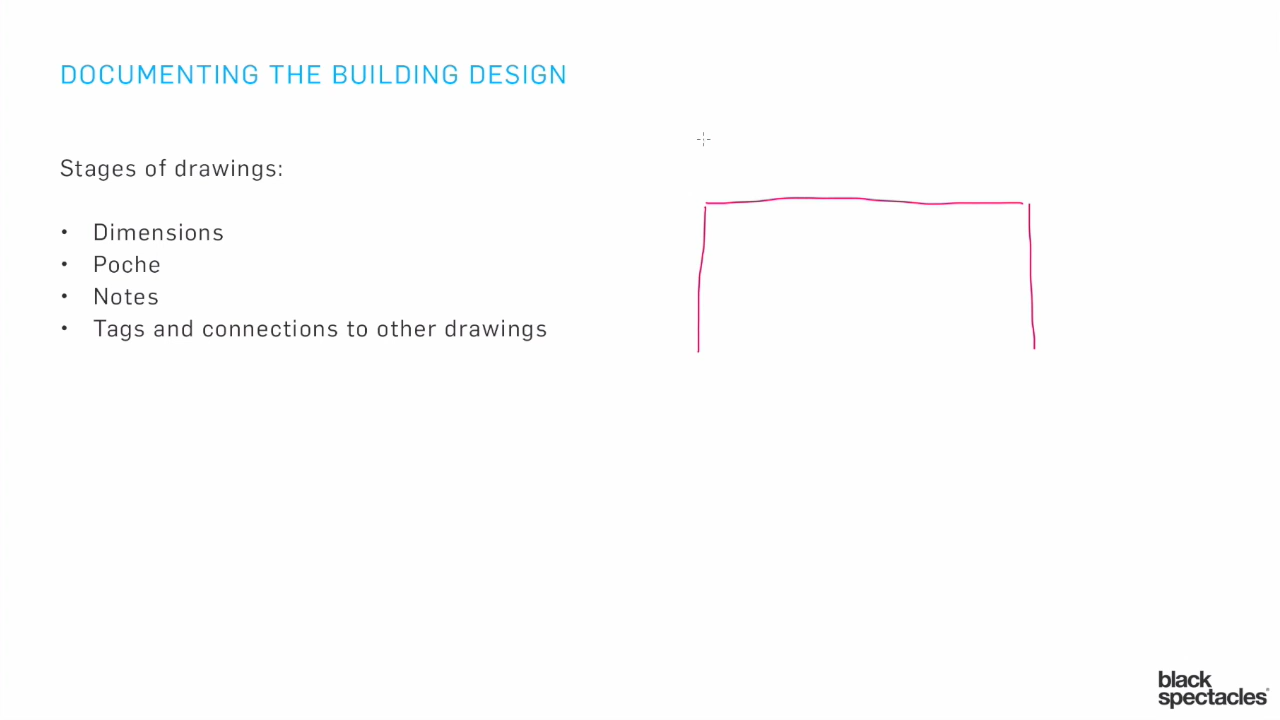 DOCUMENTING THE BUILDING DESIGN
Stages of drawings:
• Dimensions
• Poche
• Notes
• Tags and connections to other drawings
black
spectacles®